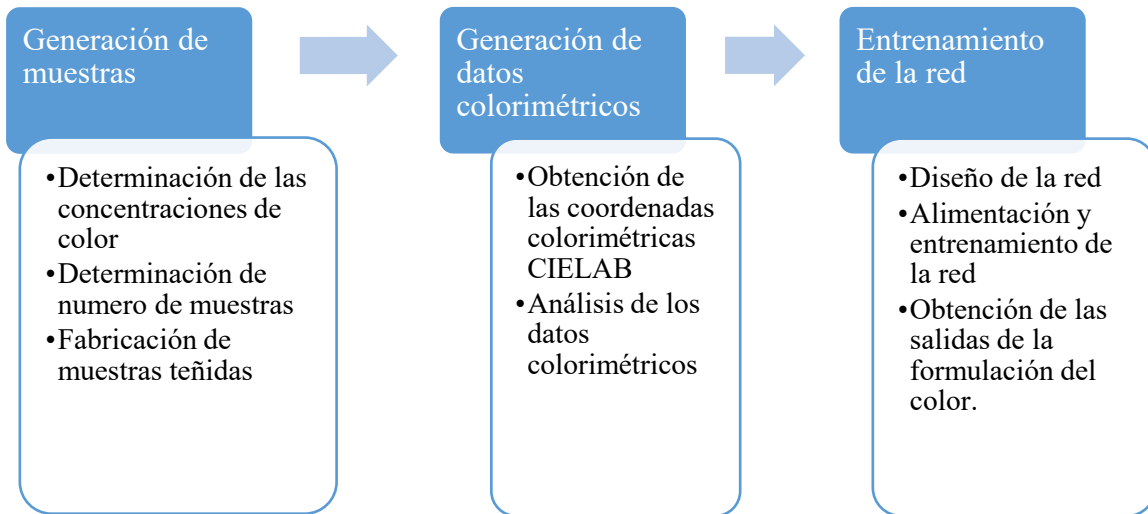 Generación de
muestras
•Determinación de las
concentraciones de
color
•Determinación de
numero de muestras
•Fabricación de
muestras teñidas
Generación de
datos
colorimétricos
•Obtención de
las coordenadas
colorimétricas
CIELAB
•Análisis de los
datos
colorimétricos
Entrenamiento
de la red
•Diseño de la red
•Alimentación y
entrenamiento de
la red
•Obtención de las
salidas de la
formulación del
color.